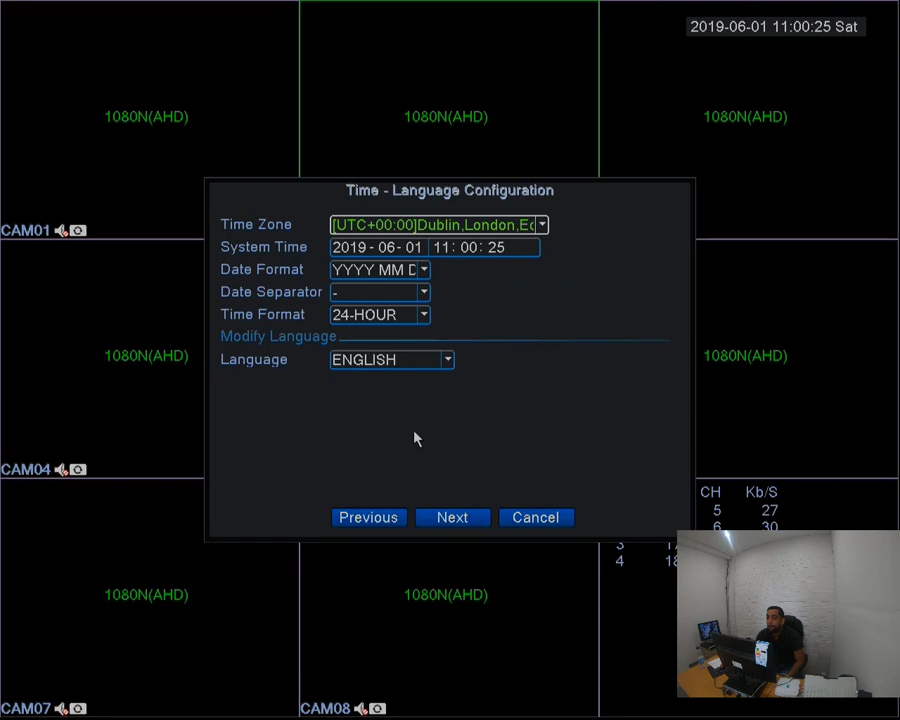 2019-06-01 11:00:25 Sat
1080N(AHD)
1080N(AHD)
1080N(AHD)
Time - Language Configuration
Time Zone [UTC+00:00]Dublin,London,Ec
CAM01
System Time 2019 - 06 - 01 11: 00: 25
Date Format YYYY MM D
Date Separator -
Time Format 24-HOUR
Modify Language
1080N(AHD)
1080N(AHD)
Language ENGLISH
CAM04
CH Kb/S
5 27
6 30
Previous Next Cancel
3
4
1080N(AHD)
1080N(AHD)
CAM07
CAM08